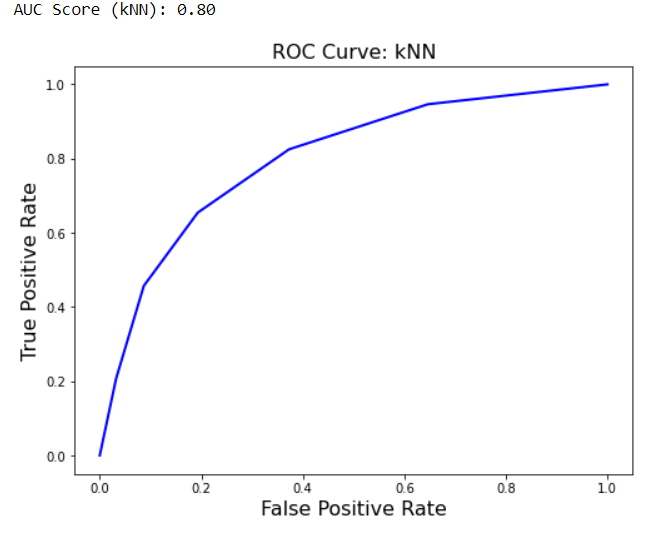 AUC Score (kNN): 0.80
ROC Curve: kNN
True Positive Rate
1.0
0.8
0.6
0.4
0.2
0.0
0.0 0.2 0.4 0.6 0.8 1.0
False Positive Rate